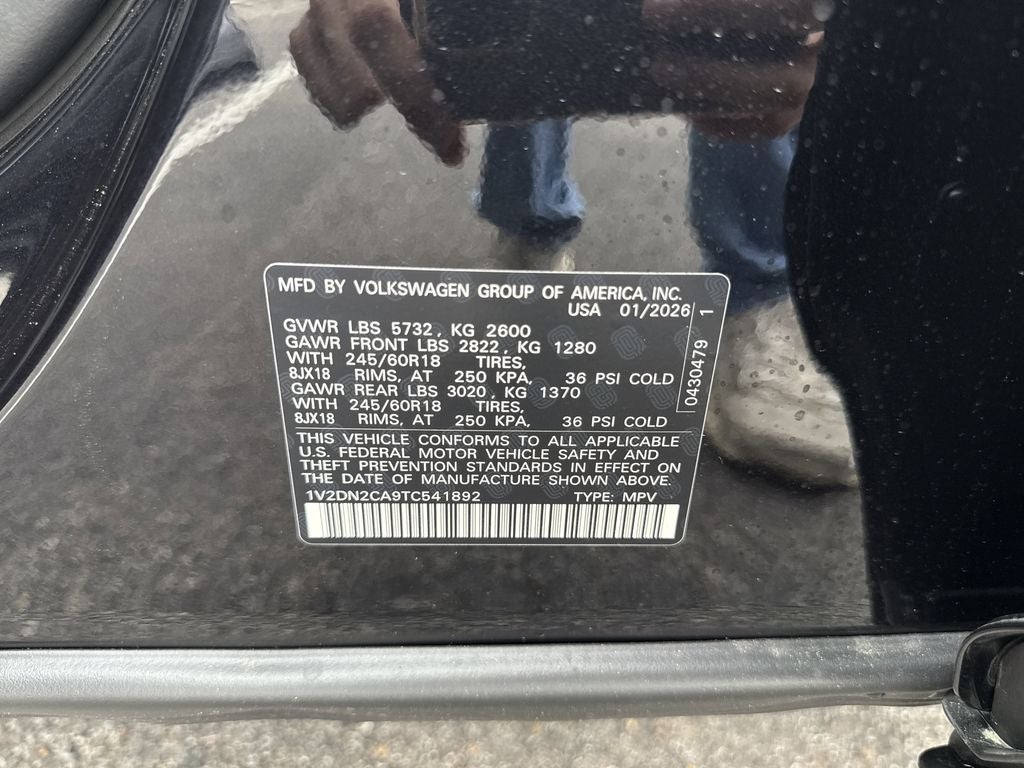 MFD BY VOLKSWAGEN GROUP OF AMERICA, INC.
USA 01/2026
GVWR LBS 5732, KG 2600
GAWR FRONT LBS 2822, KG 1280
WITH 245/60R18 TIRES,
8JX18 RIMS, AT 250 KPA, 36 PSI COLD
GAWR REAR LBS 3020, KG 1370
WITH 245/60R18 TIRES,
8JX18 RIMS, AT 250 KPA, 36 PSI COLD
0430479 1
THIS VEHICLE CONFORMS TO ALL APPLICABLE
U.S. FEDERAL MOTOR VEHICLE SAFETY AND
THEFT PREVENTION STANDARDS IN EFFECT ON
THE DATE OF MANUFACTURE SHOWN ABOVE.
1V2DN2CA9TC541892 TYPE: MPV